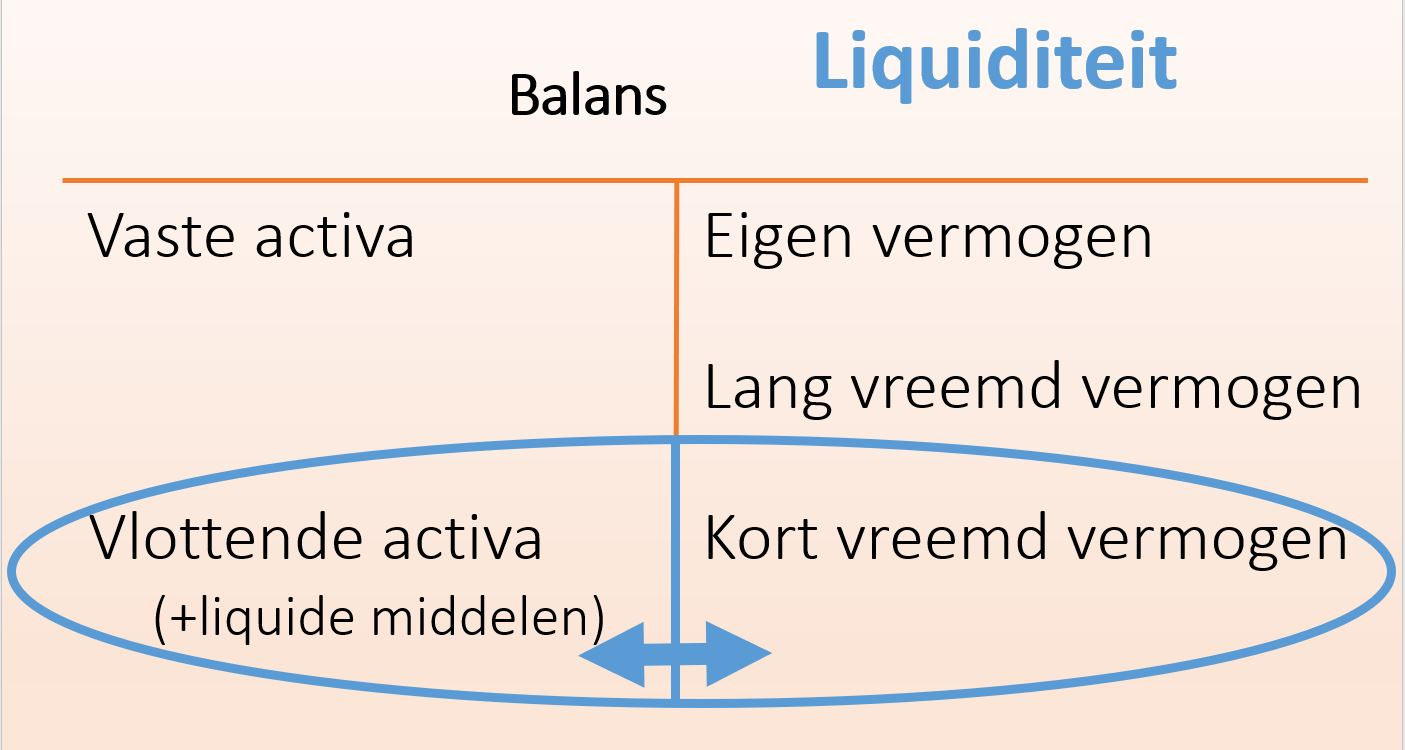 Liquiditeit
Balans
Vaste activa
Eigen vermogen
Lang vreemd vermogen
Vlottende activa
(+liquide middelen)
Kort vreemd vermogen